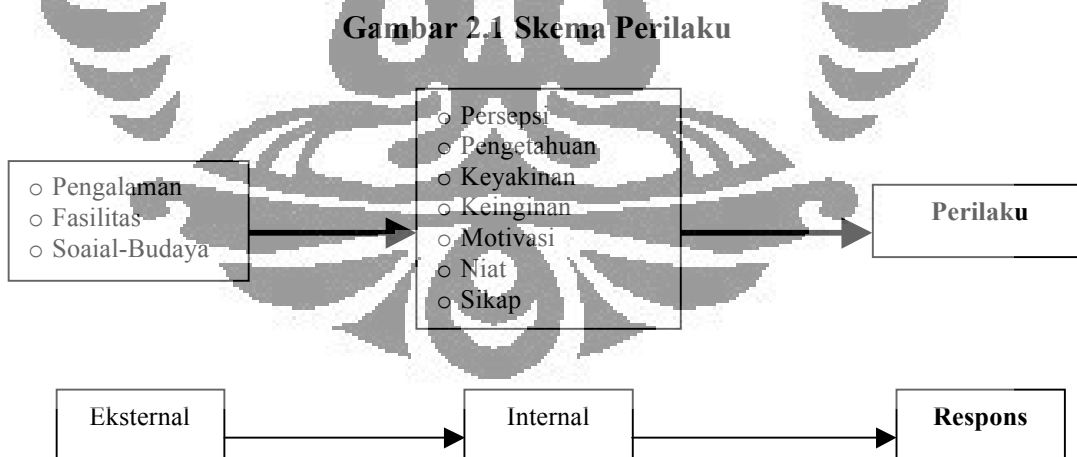 Gambar 2.1 Skema Perilaku
o Pengalaman
o Fasilitas
o Soaial-Budaya
o Persepsi
o Pengetahuan
o Keyakinan
o Keinginan
o Motivasi
o Niat
o Sikap
Perilaku
Eksternal
Internal
Respons